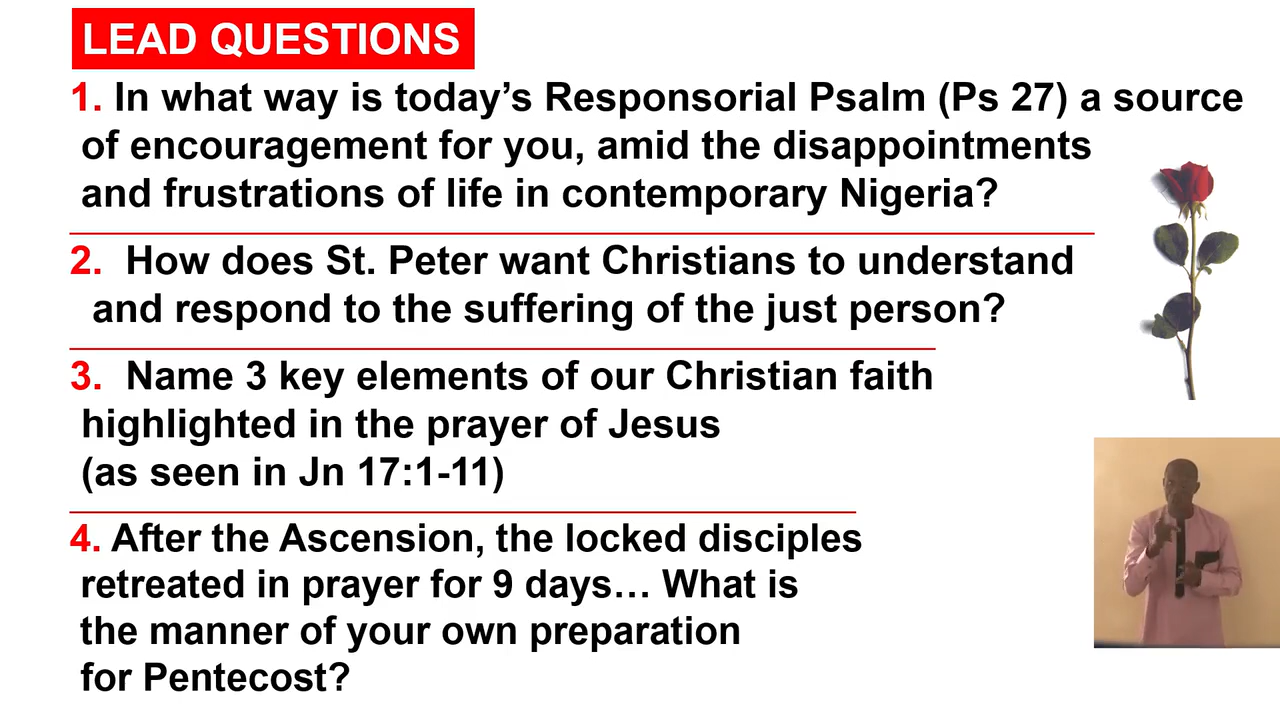 LEAD QUESTIONS
1. In what way is today’s Responsorial Psalm (Ps 27) a source
of encouragement for you, amid the disappointments
and frustrations of life in contemporary Nigeria?
2. How does St. Peter want Christians to understand
and respond to the suffering of the just person?
3. Name 3 key elements of our Christian faith
highlighted in the prayer of Jesus
(as seen in Jn 17:1-11)
4. After the Ascension, the locked disciples
retreated in prayer for 9 days… What is
the manner of your own preparation
for Pentecost?